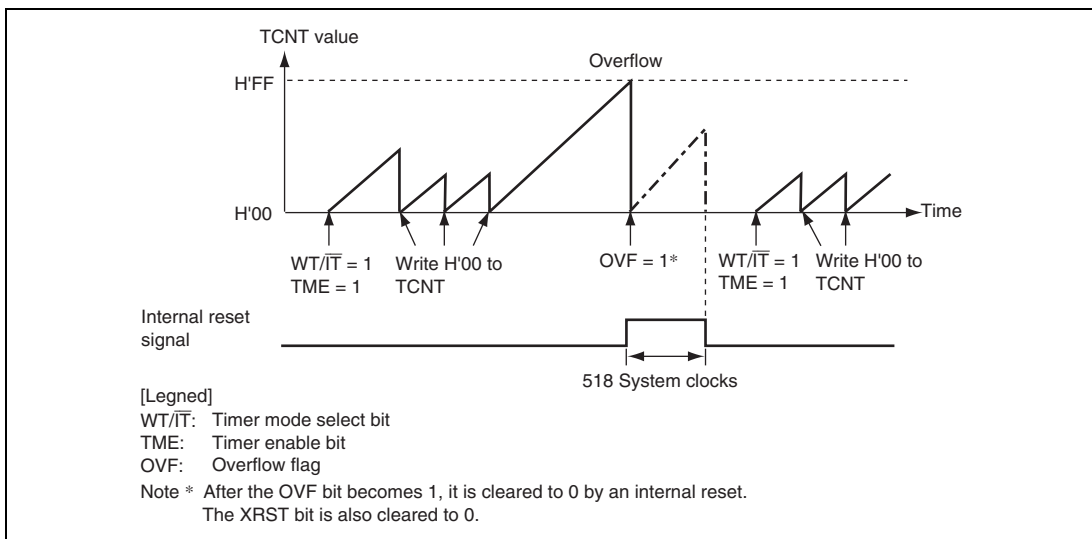 TCNT value
Overflow
H'FF
H'00
Time
WT/IT = 1
TME = 1
Write H'00 to
TCNT
OVF = 1*
WT/IT = 1
TME = 1
Write H'00 to
TCNT
Internal reset
signal
518 System clocks
[Legned]
WT/IT: Timer mode select bit
TME: Timer enable bit
OVF: Overflow flag
Note * After the OVF bit becomes 1, it is cleared to 0 by an internal reset.
The XRST bit is also cleared to 0.